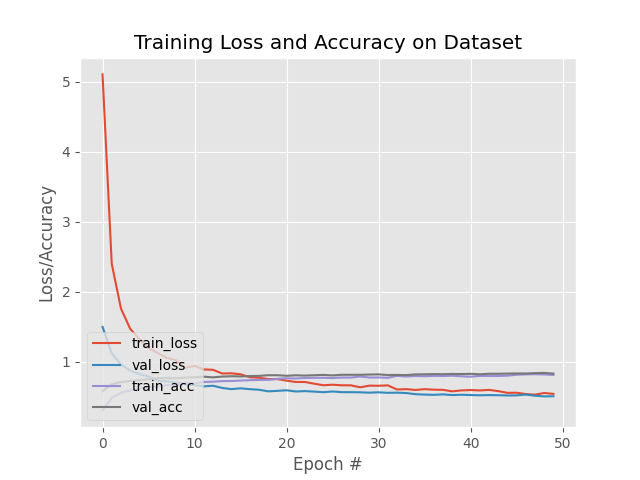 Training Loss and Accuracy on Dataset
5
4
3
2
1
Loss/Accuracy
train_loss
val_loss
train_acc
val_acc
0 10 20 30 40 50
Epoch #